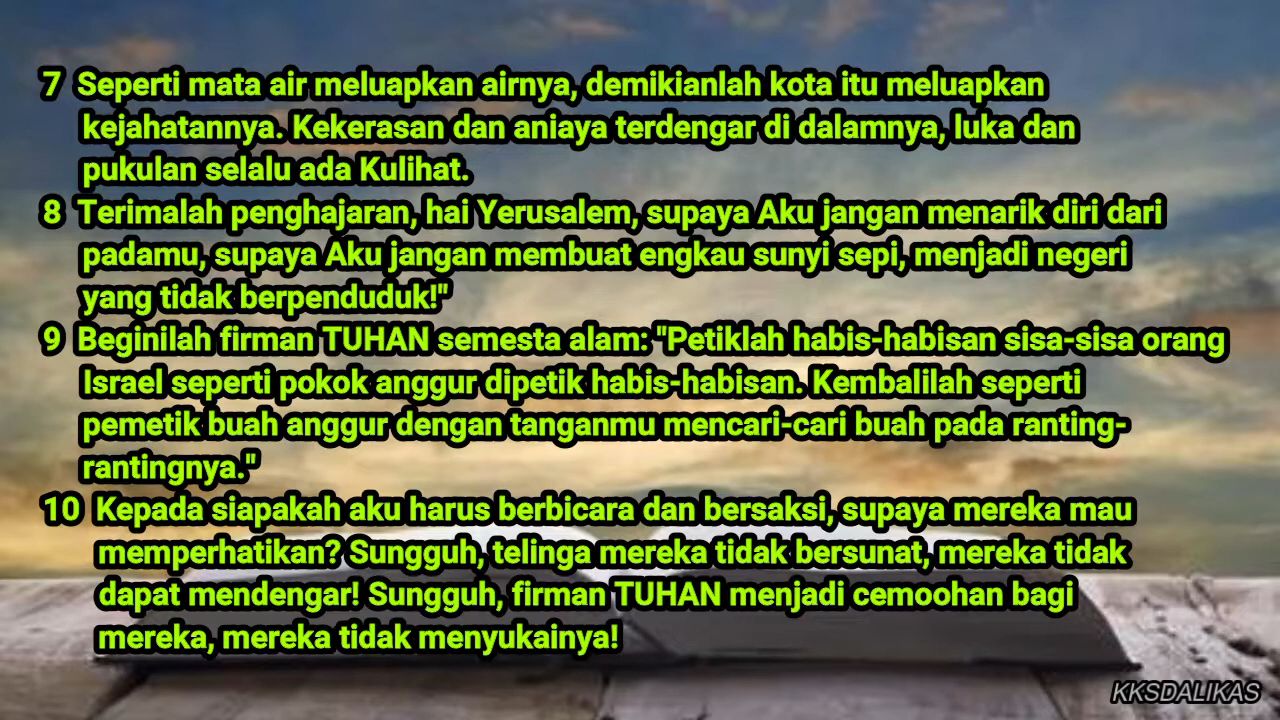 7 Seperti mata air meluapkan airnya, demikianlah kota itu meluapkan
kejahatannya. Kekerasan dan aniaya terdengar di dalamnya, luka dan
pukulan selalu ada Kulihat.
8 Terimalah penghajaran, hai Yerusalem, supaya Aku jangan menarik diri dari
padamu, supaya Aku jangan membuat engkau sunyi sepi, menjadi negeri
yang tidak berpenduduk!"
9 Beginilah firman TUHAN semesta alam: "Petiklah habis-habisan sisa-sisa orang
Israel seperti pokok anggur dipetik habis-habisan. Kembalilah seperti
pemetik buah anggur dengan tanganmu mencari-cari buah pada ranting-
rantingnya."
10 Kepada siapakah aku harus berbicara dan bersaksi, supaya mereka mau
memperhatikan? Sungguh, telinga mereka tidak bersunat, mereka tidak
dapat mendengar! Sungguh, firman TUHAN menjadi cemoohan bagi
mereka, mereka tidak menyukainya!
KKSDALIKAS